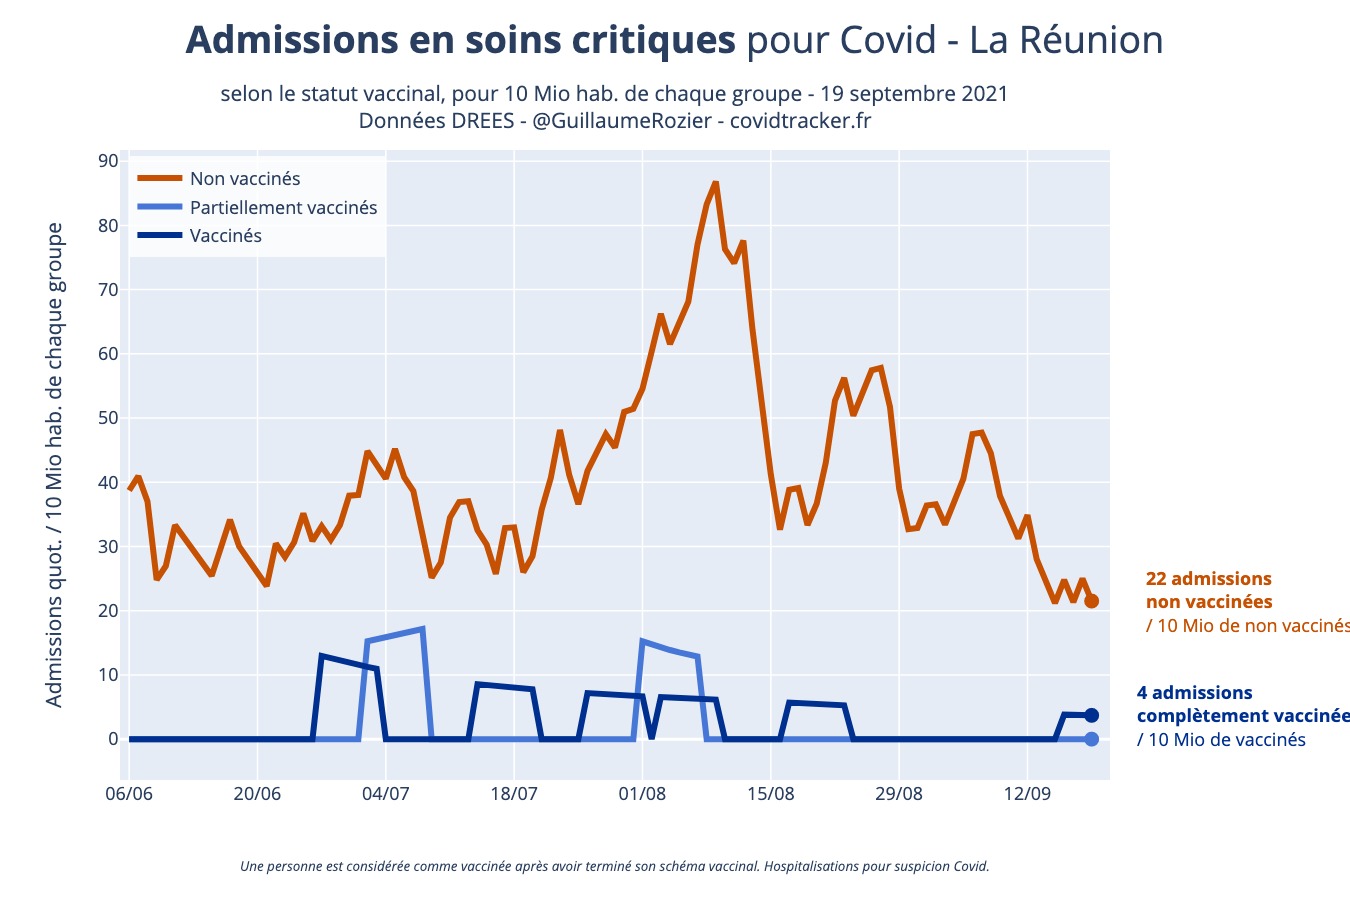 Admissions en soins critiques pour Covid - La Réunion
selon le statut vaccinal, pour 10 Mio hab. de chaque groupe - 19 septembre 2021
Données DREES - @GuillaumeRozier - covidtracker.fr
Admissions quot. / 10 Mio hab. de chaque groupe
90
80
70
60
50
40
30
20
10
0
Non vaccinés
Partiellement vaccinés
Vaccinés
22 admissions
non vaccinées
/ 10 Mio de non vaccinés
4 admissions
complètement vaccinée
/ 10 Mio de vaccinés
06/06
20/06
04/07
18/07
01/08
15/08
29/08
12/09
Une personne est considérée comme vaccinée après avoir terminé son schéma vaccinal. Hospitalisations pour suspicion Covid.